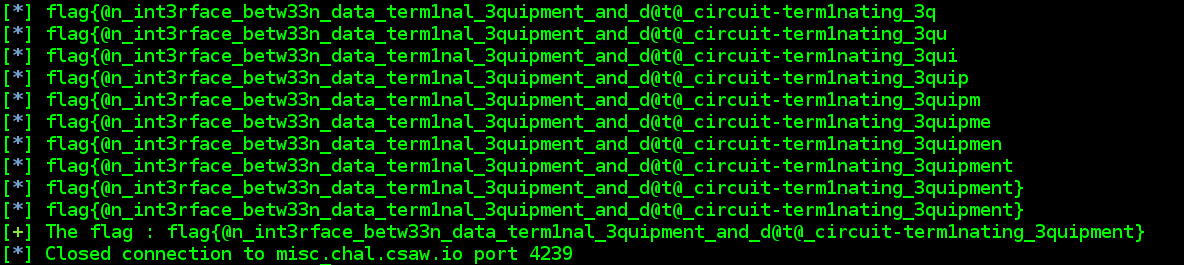 [*] flag{@n_int3rface_betw33n_data_term1nal_3quipment_and_d@t@_circuit-term1nating_3q
[*] flag{@n_int3rface_betw33n_data_term1nal_3quipment_and_d@t@_circuit-term1nating_3qu
[*] flag{@n_int3rface_betw33n_data_term1nal_3quipment_and_d@t@_circuit-term1nating_3qui
[*] flag{@n_int3rface_betw33n_data_term1nal_3quipment_and_d@t@_circuit-term1nating_3quip
[*] flag{@n_int3rface_betw33n_data_term1nal_3quipment_and_d@t@_circuit-term1nating_3quipm
[*] flag{@n_int3rface_betw33n_data_term1nal_3quipment_and_d@t@_circuit-term1nating_3quipme
[*] flag{@n_int3rface_betw33n_data_term1nal_3quipment_and_d@t@_circuit-term1nating_3quipmen
[*] flag{@n_int3rface_betw33n_data_term1nal_3quipment_and_d@t@_circuit-term1nating_3quipment
[*] flag{@n_int3rface_betw33n_data_term1nal_3quipment_and_d@t@_circuit-term1nating_3quipment}
[*] flag{@n_int3rface_betw33n_data_term1nal_3quipment_and_d@t@_circuit-term1nating_3quipment}
[+] The flag : flag{@n_int3rface_betw33n_data_term1nal_3quipment_and_d@t@_circuit-term1nating_3quipment}
[*] Closed connection to misc.chal.csaw.io port 4239